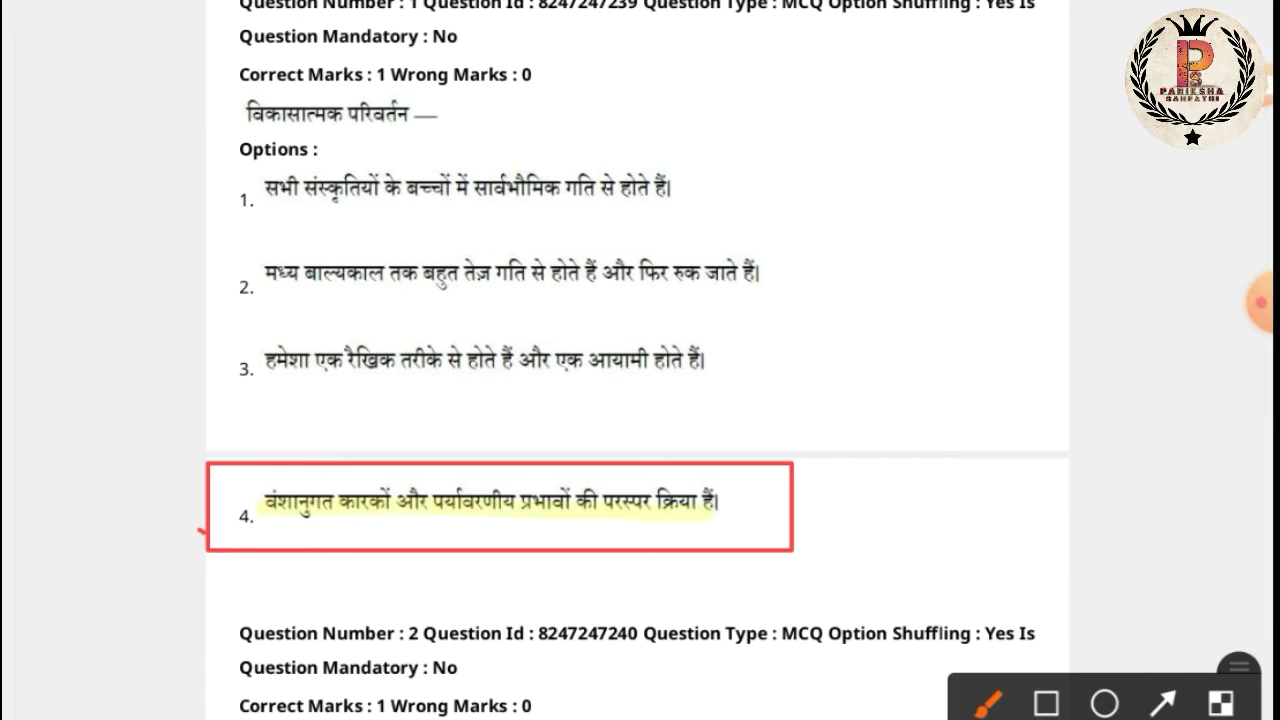 Question Number : 1 Question Id : 8247247239 Question Type : MCQ Option Shuffling : Yes Is
Question Mandatory : No
Correct Marks : 1 Wrong Marks : 0
विकासात्मक परिवर्तन —
Options :
1. सभी संस्कृतियों के बच्चों में सार्वभौमिक गति से होते हैं।
2. मध्य बाल्यकाल तक बहुत तेज़ गति से होते हैं और फिर रुक जाते हैं।
3. हमेशा एक रैखिक तरीके से होते हैं और एक आयामी होते हैं।
4. वंशानुगत कारकों और पर्यावरणीय प्रभावों की परस्पर क्रिया हैं।
Question Number : 2 Question Id : 8247247240 Question Type : MCQ Option Shuffling : Yes Is
Question Mandatory : No
Correct Marks : 1 Wrong Marks : 0
PS
PARIKSHA
SAMPATHI